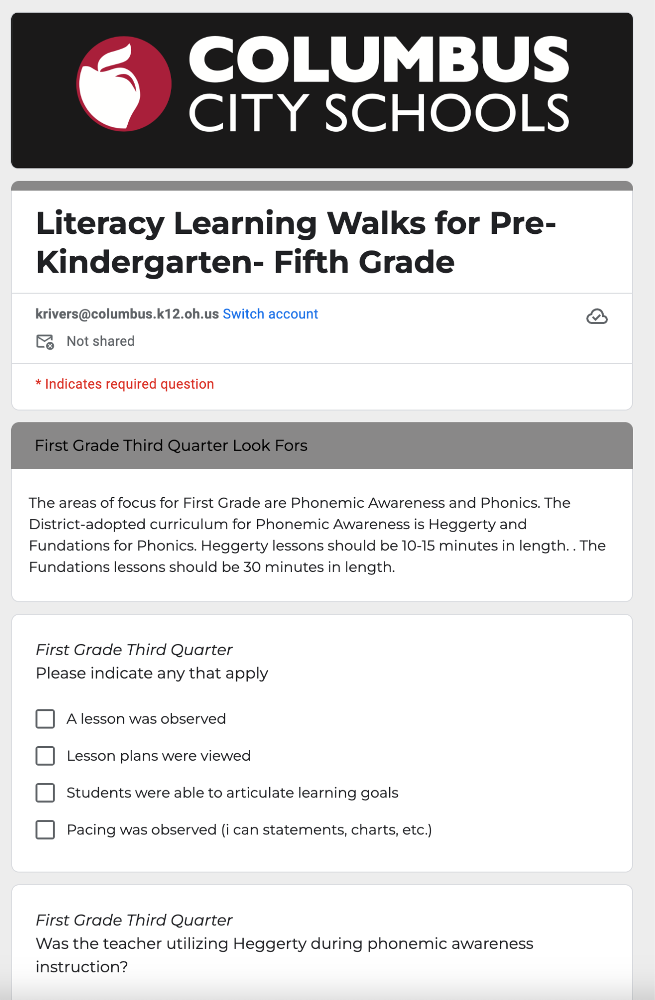 COLUMBUS
CITY SCHOOLS
Literacy Learning Walks for Pre-
Kindergarten- Fifth Grade
krivers@columbus.k12.oh.us Switch account
Not shared
* Indicates required question
First Grade Third Quarter Look Fors
The areas of focus for First Grade are Phonemic Awareness and Phonics. The
District-adopted curriculum for Phonemic Awareness is Heggerty and
Fundations for Phonics. Heggerty lessons should be 10-15 minutes in length. . The
Fundations lessons should be 30 minutes in length.
First Grade Third Quarter
Please indicate any that apply
A lesson was observed
Lesson plans were viewed
Students were able to articulate learning goals
Pacing was observed (i can statements, charts, etc.)
First Grade Third Quarter
Was the teacher utilizing Heggerty during phonemic awareness
instruction?